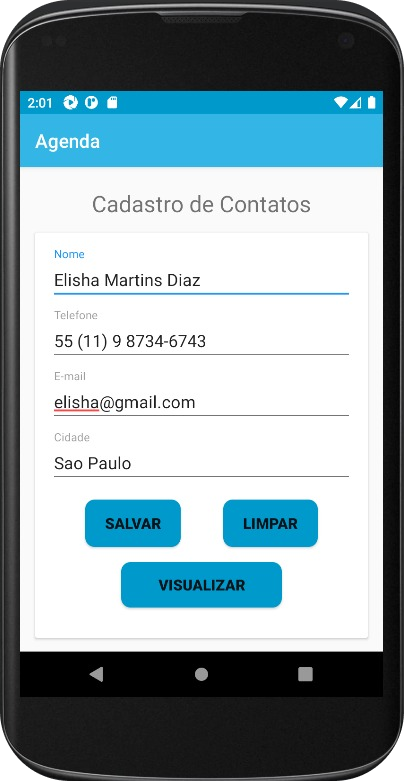 2:01
Agenda
Cadastro de Contatos
Nome
Elisha Martins Diaz
Telefone
55 (11) 9 8734-6743
E-mail
elisha@gmail.com
Cidade
Sao Paulo
SALVAR LIMPAR
VISUALIZAR